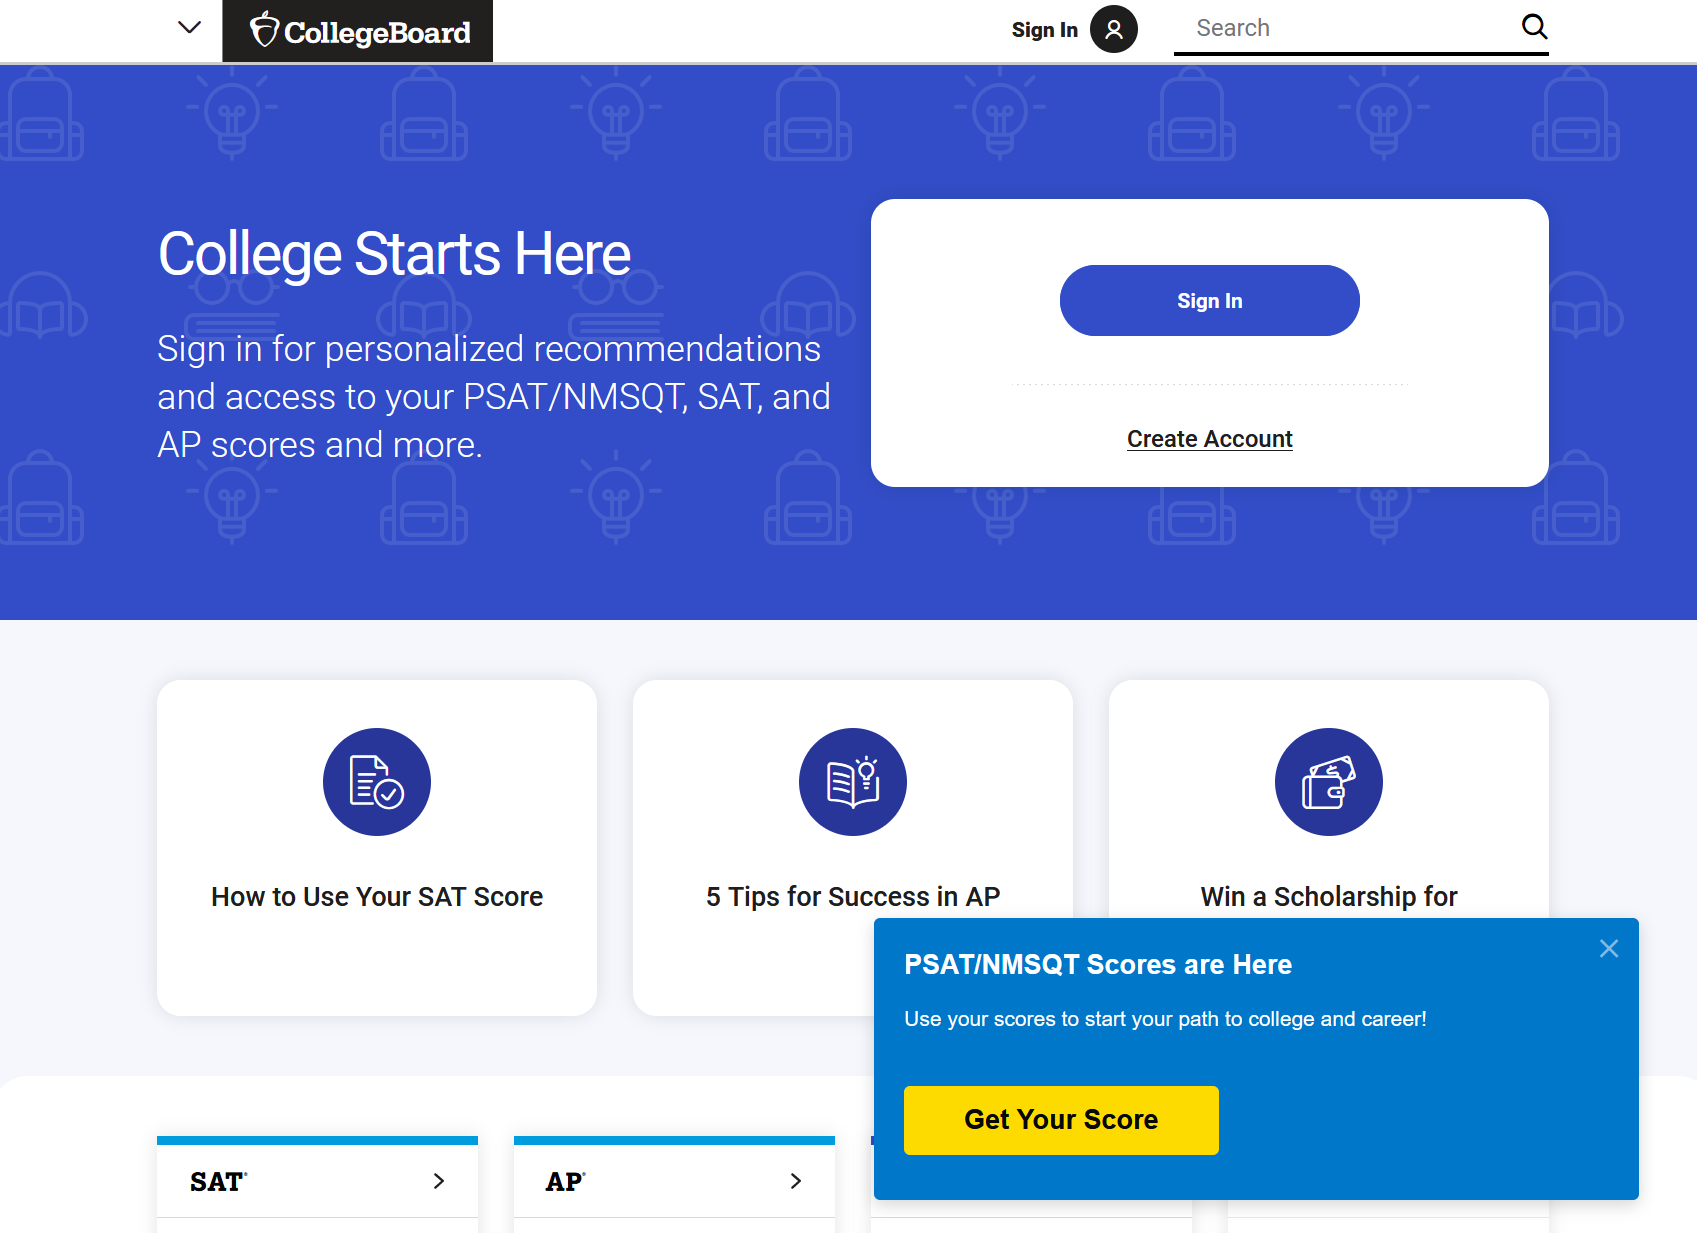 CollegeBoard
Sign In
Search
College Starts Here
Sign in for personalized recommendations
and access to your PSAT/NMSQT, SAT, and
AP scores and more.
Sign In
Create Account
How to Use Your SAT Score
5 Tips for Success in AP
Win a Scholarship for
PSAT/NMSQT Scores are Here
Use your scores to start your path to college and career!
Get Your Score
SAT®
AP®